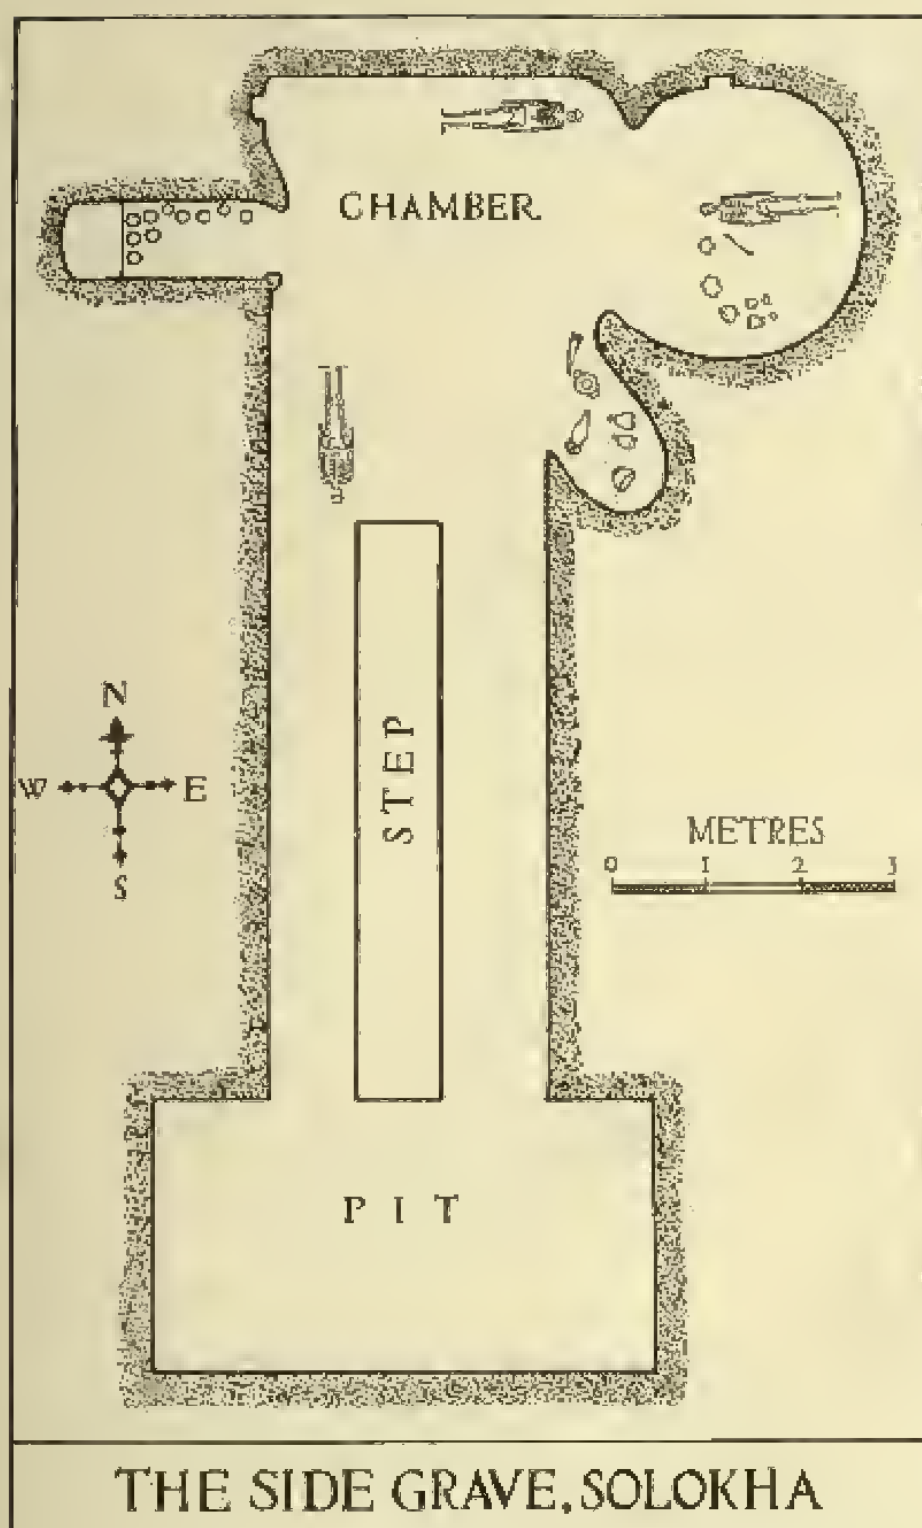 CHAMBER.
STEP
N
W E
S
METRES
0 1 2 3
PIT
THE SIDE GRAVE, SOLOKHA